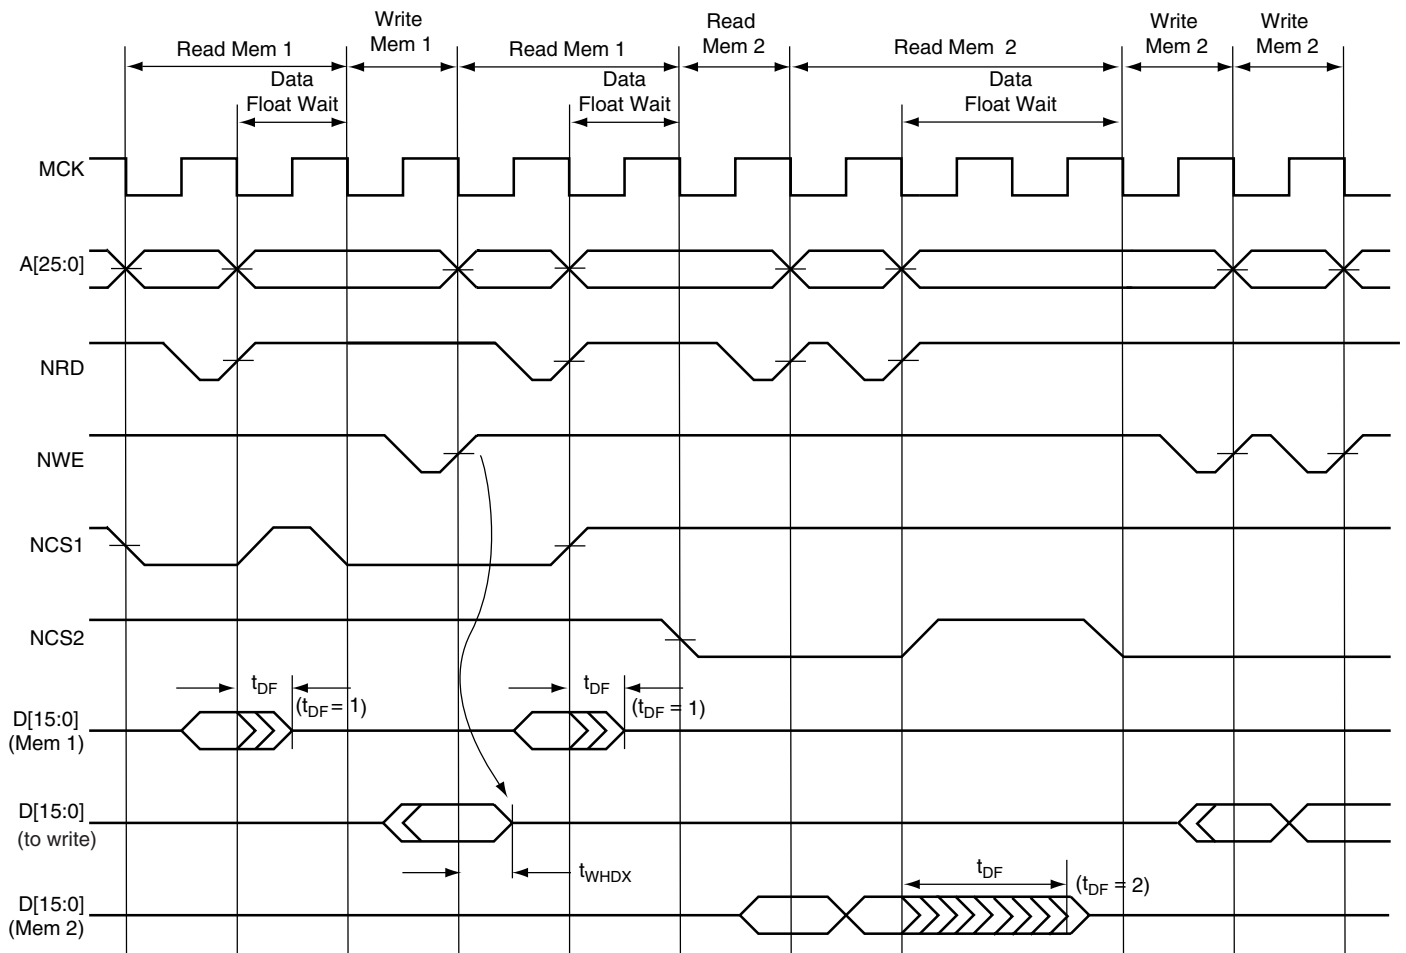 Write
Mem 1
Read
Mem 2
Write
Mem 2
Write
Mem 2
Read Mem 1
Read Mem 1
Read Mem 2
Data
Float Wait
Data
Float Wait
Data
Float Wait
MCK
A[25:0]
NRD
NWE
NCS1
NCS2
tDF
(tDF = 1)
tDF
(tDF = 1)
D[15:0]
(Mem 1)
D[15:0]
(to write)
tWHDX
tDF
(tDF = 2)
D[15:0]
(Mem 2)